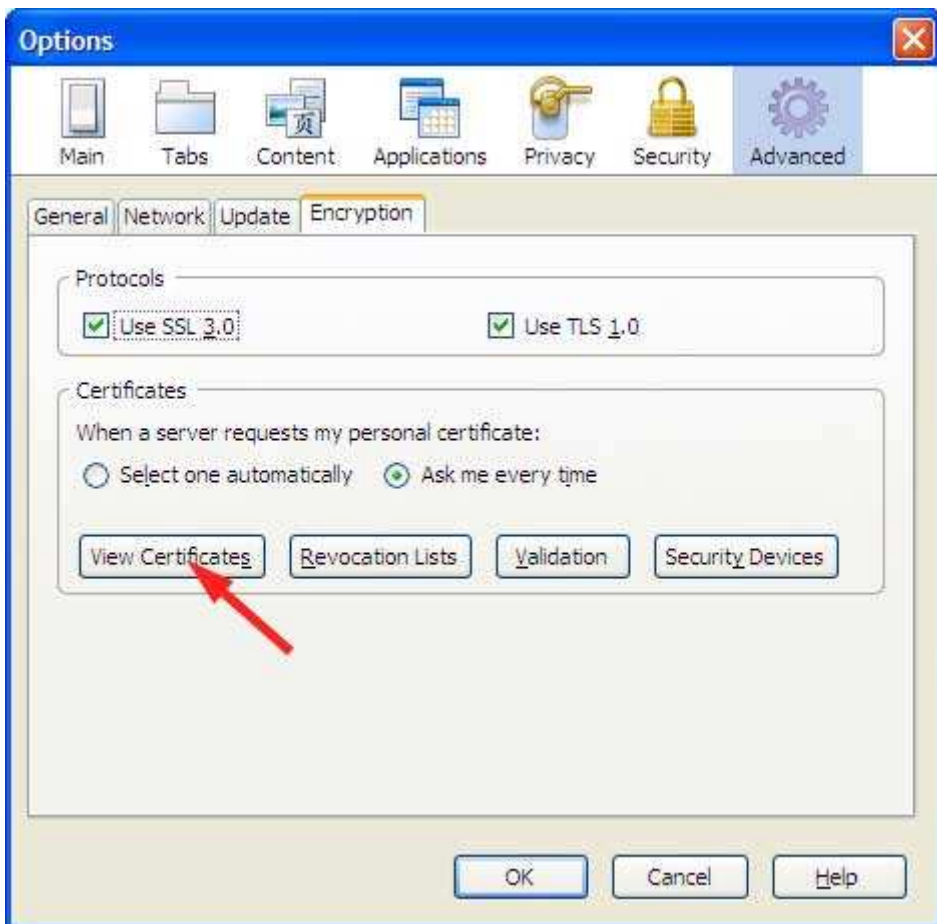 Options
页
Main Tabs Content Applications Privacy Security Advanced
General Network Update Encryption
Protocols
Use SSL 3.0 Use TLS 1.0
Certificates
When a server requests my personal certificate:
Select one automatically Ask me every time
View Certificates Revocation Lists Validation Security Devices
OK Cancel Help